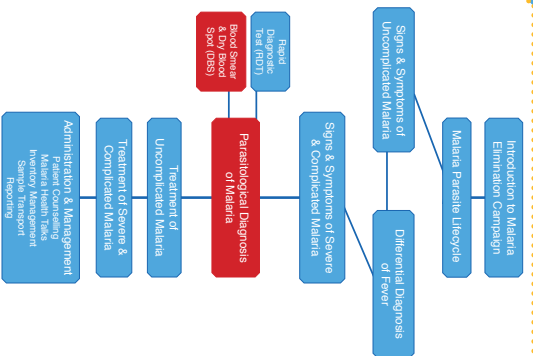 Introduction to Malaria
Elimination Campaign
Malaria Parasite Lifecycle
Signs & Symptoms of
Uncomplicated Malaria
Differential Diagnosis
of Fever
Signs & Symptoms of Severe
& Complicated Malaria
Parasitological Diagnosis
of Malaria
Rapid
Diagnostic
Test (RDT)
Blood Smear
& Dry Blood
Spot (DBS)
Treatment of
Uncomplicated Malaria
Treatment of Severe &
Complicated Malaria
Administration & Management
Patient Counselling
Malaria Health Talks
Inventory Management
Sample Transport
Reporting